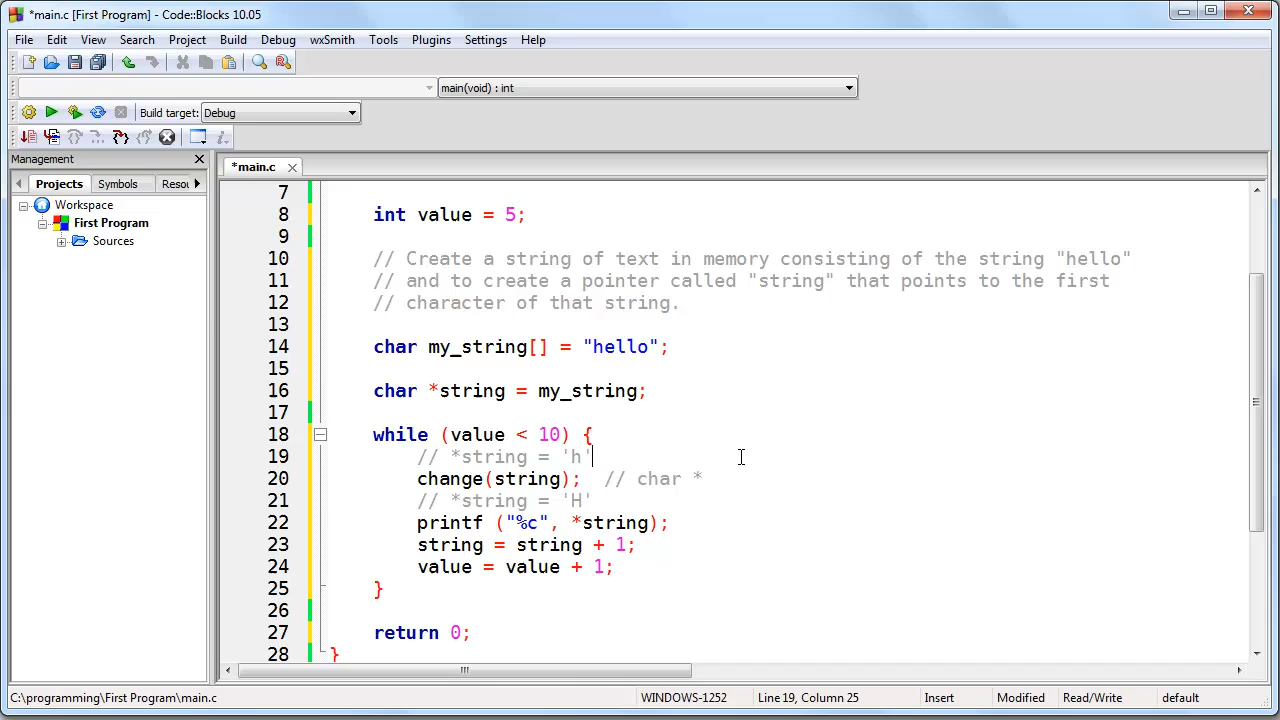 *main.c [First Program] - Code::Blocks 10.05
File Edit View Search Project Build Debug wxSmith Tools Plugins Settings Help
main(void) : int
Build target: Debug
Management
*main.c
Projects Symbols Resou
Workspace
First Program
Sources
7
8 int value = 5;
9
10 // Create a string of text in memory consisting of the string "hello"
11 // and to create a pointer called "string" that points to the first
12 // character of that string.
13
14 char my_string[] = "hello";
15
16 char *string = my_string;
17
18 while (value < 10) {
19 // *string = 'h'
20 change(string); // char *
21 // *string = 'H'
22 printf ("%c", *string);
23 string = string + 1;
24 value = value + 1;
25 }
26
27 return 0;
28 }
C:\programming\First Program\main.c WINDOWS-1252 Line 19, Column 25 Insert Modified Read/Write default